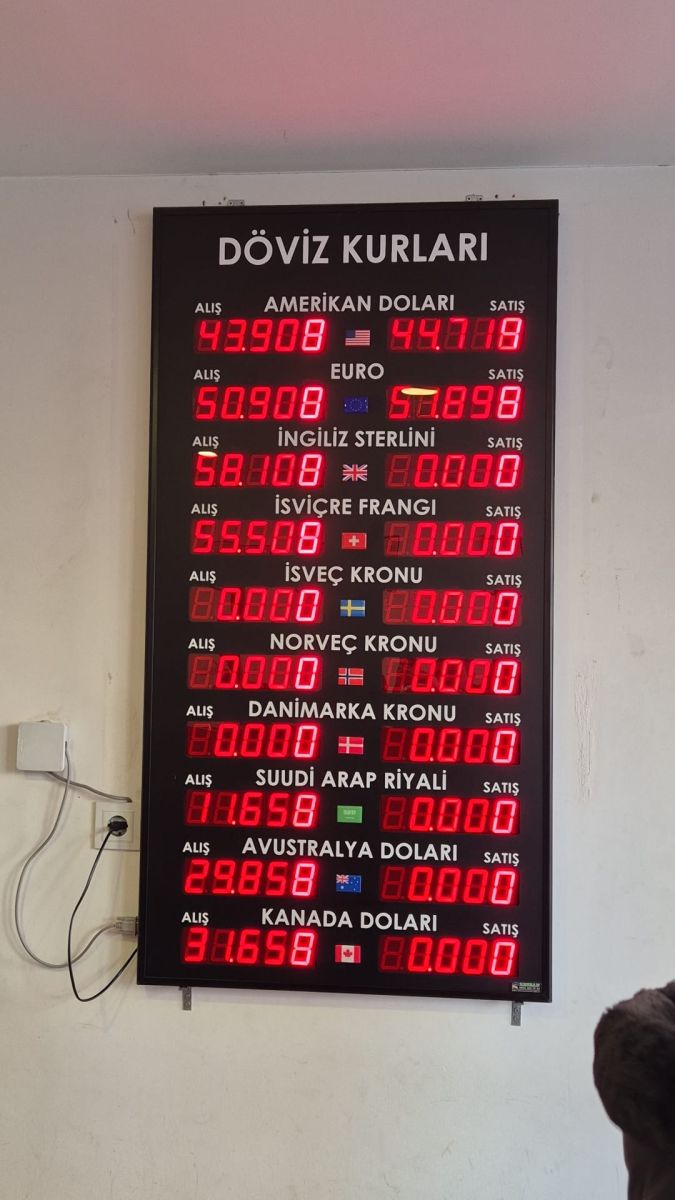 DÖVİZ KURLARI
ALIŞ AMERİKAN DOLARI SATIŞ
43.908 44.718
ALIŞ EURO SATIŞ
50.908 51.898
ALIŞ İNGİLİZ STERLİNİ SATIŞ
58.108 0.000
ALIŞ İSVİÇRE FRANGI SATIŞ
55.508 0.000
ALIŞ İSVEÇ KRONU SATIŞ
0.000 0.000
ALIŞ NORVEÇ KRONU SATIŞ
0.000 0.000
ALIŞ DANİMARKA KRONU SATIŞ
0.000 0.000
ALIŞ SUUDİ ARAP RİYALİ SATIŞ
11.658 0.000
ALIŞ AVUSTRALYA DOLARI SATIŞ
29.858 0.000
ALIŞ KANADA DOLARI SATIŞ
31.658 0.000